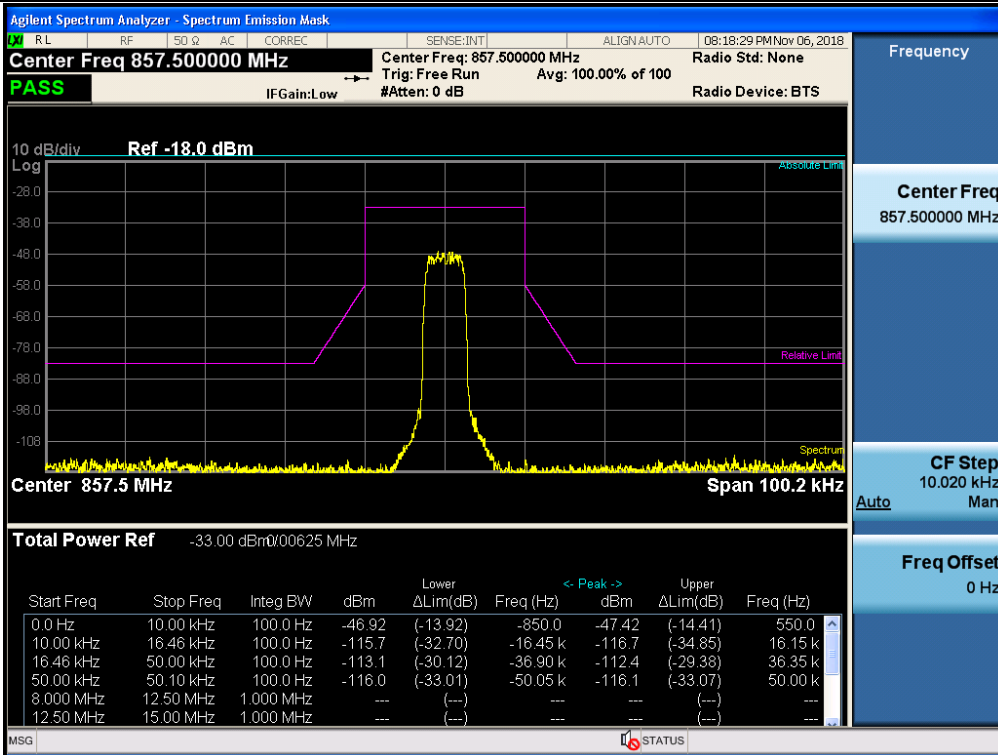 Agilent Spectrum Analyzer - Spectrum Emission Mask
LXI RL RF 50 Ω AC CORREC SENSE:INT ALIGN AUTO 08:18:29 PM Nov 06, 2018
Center Freq 857.500000 MHz
Center Freq: 857.500000 MHz Radio Std: None
Trig: Free Run Avg: 100.00% of 100
PASS
IFGain:Low #Atten: 0 dB Radio Device: BTS
10 dB/div Ref -18.0 dBm
Log
Absolute Limit
-28.0
-38.0
-48.0
-58.0
-68.0
-78.0
Relative Limit
-88.0
-98.0
-108
Spectrum
Center 857.5 MHz Span 100.2 kHz
Total Power Ref -33.00 dBm/0.00625 MHz
Lower <- Peak -> Upper
Start Freq Stop Freq Integ BW dBm ΔLim(dB) Freq (Hz) dBm ΔLim(dB) Freq (Hz)
0.0 Hz 10.00 kHz 100.0 Hz -46.92 (-13.92) -850.0 -47.42 (-14.41) 550.0
10.00 kHz 16.46 kHz 100.0 Hz -115.7 (-32.70) -16.45 k -116.7 (-34.85) 16.15 k
16.46 kHz 50.00 kHz 100.0 Hz -113.1 (-30.12) -36.90 k -112.4 (-29.38) 36.35 k
50.00 kHz 50.10 kHz 100.0 Hz -116.0 (-33.01) -50.05 k -116.1 (-33.07) 50.00 k
8.000 MHz 12.50 MHz 1.000 MHz --- (---) --- --- (---) ---
12.50 MHz 15.00 MHz 1.000 MHz --- (---) --- --- (---) ---
MSG STATUS
Frequency
Center Freq
857.500000 MHz
CF Step
10.020 kHz
Auto Man
Freq Offset
0 Hz